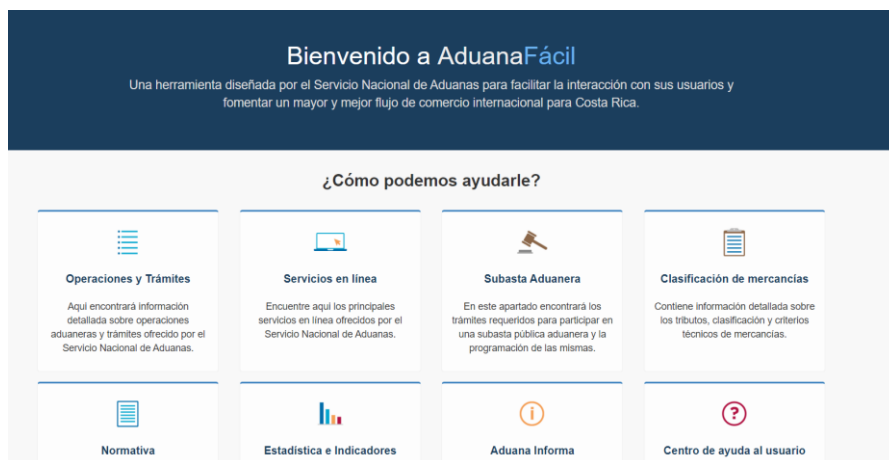 Bienvenido a AduanaFácil
Una herramienta diseñada por el Servicio Nacional de Aduanas para facilitar la interacción con sus usuarios y
fomentar un mayor y mejor flujo de comercio internacional para Costa Rica.
¿Cómo podemos ayudarle?
Operaciones y Trámites
Aquí encontrará información
detallada sobre operaciones
aduaneras y trámites ofrecido por el
Servicio Nacional de Aduanas.
Servicios en línea
Encuentre aquí los principales
servicios en línea ofrecidos por el
Servicio Nacional de Aduanas.
Subasta Aduanera
En este apartado encontrará los
trámites requeridos para participar en
una subasta pública aduanera y la
programación de las mismas.
Clasificación de mercancías
Contiene información detallada sobre
los tributos, clasificación y criterios
técnicos de mercancías.
Normativa
Estadística e Indicadores
Aduana Informa
Centro de ayuda al usuario